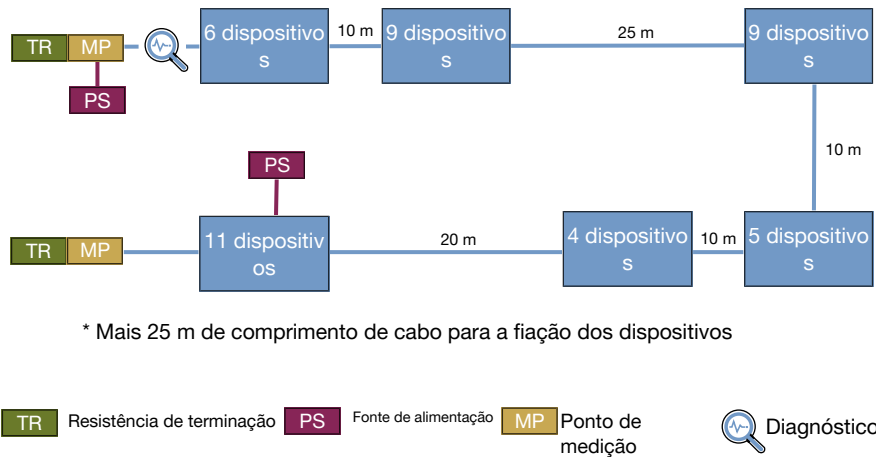 TR MP
PS
6 dispositivo
s
10 m
9 dispositivo
s
25 m
9 dispositivo
s
10 m
PS
TR MP
11 dispositiv
os
20 m
4 dispositivo
s
10 m
5 dispositivo
s
* Mais 25 m de comprimento de cabo para a fiação dos dispositivos
TR Resistência de terminação
PS Fonte de alimentação
MP Ponto de
medição
Diagnóstico